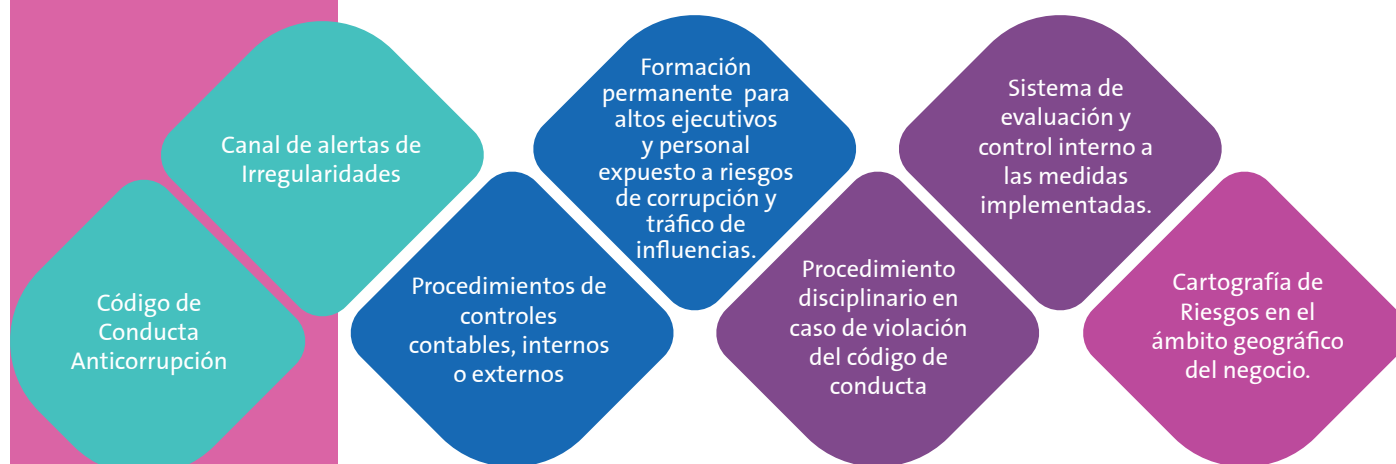 Código de
Conducta
Anticorrupción
Canal de alertas de
Irregularidades
Procedimientos de
controles
contables, internos
o externos
Formación
permanente para
altos ejecutivos
y personal
expuesto a riesgos
de corrupción y
tráfico de
influencias.
Procedimiento
disciplinario en
caso de violación
del código de
conducta
Sistema de
evaluación y
control interno a
las medidas
implementadas.
Cartografía de
Riesgos en el
ámbito geográfico
del negocio.